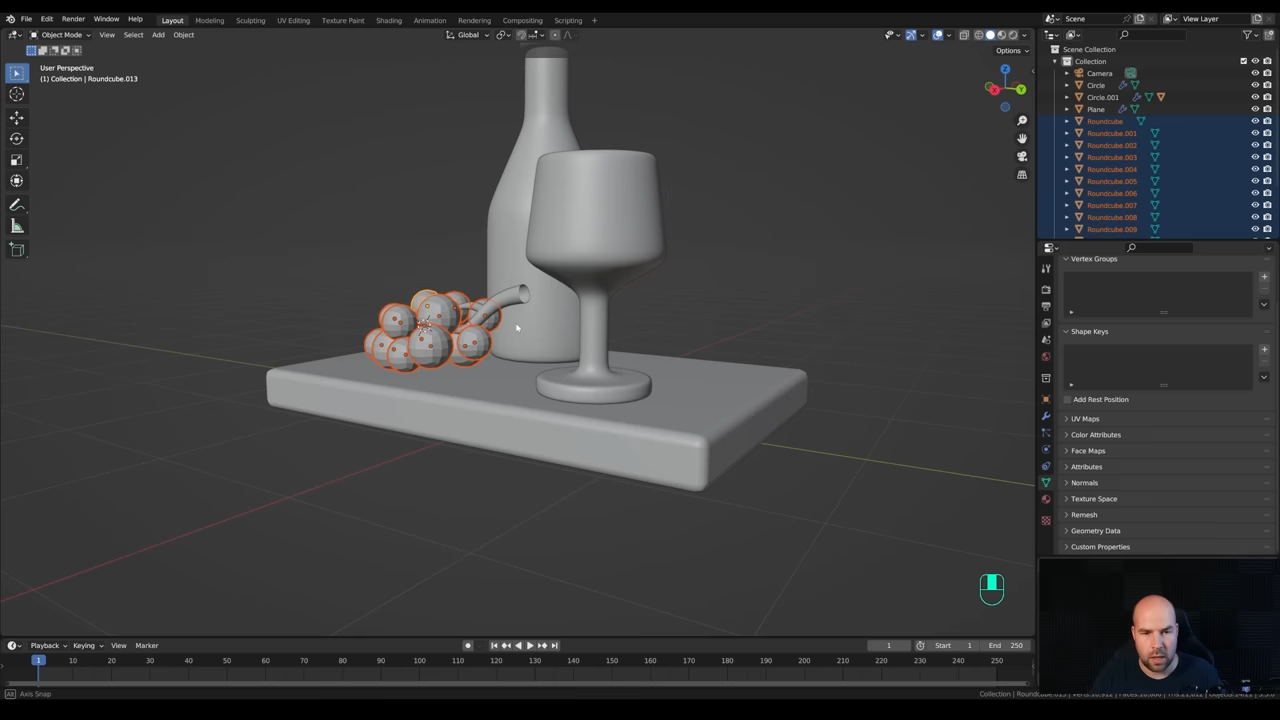 File Edit Render Window Help
Layout Modeling Sculpting UV Editing Texture Paint Shading Animation Rendering Compositing Scripting +
Scene
View Layer
Object Mode View Select Add Object
Global
Options
User Perspective
(1) Collection | Roundcube.013
Z
X
Y
Scene Collection
Collection
Camera
Circle
Circle.001
Plane
Roundcube
Roundcube.001
Roundcube.002
Roundcube.003
Roundcube.004
Roundcube.005
Roundcube.006
Roundcube.007
Roundcube.008
Roundcube.009
Vertex Groups
Shape Keys
Add Rest Position
UV Maps
Color Attributes
Face Maps
Attributes
Normals
Texture Space
Remesh
Geometry Data
Custom Properties
Playback Keying View Marker
1 Start 1 End 250
1 10 20 30 40 50 60 70 80 90 100 110 120 130 140 150 160 170 180 190 200 210 220 230 240 250
Alt Axis Snap